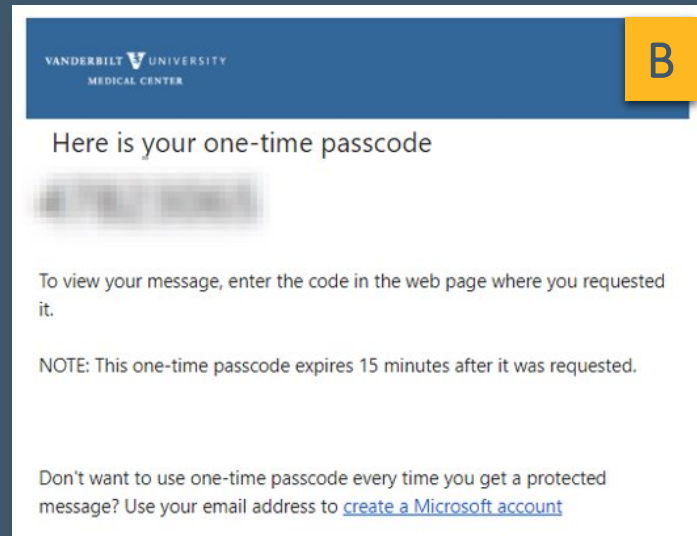 VANDERBILT UNIVERSITY
MEDICAL CENTER
B
Here is your one-time passcode
To view your message, enter the code in the web page where you requested
it.
NOTE: This one-time passcode expires 15 minutes after it was requested.
Don't want to use one-time passcode every time you get a protected
message? Use your email address to create a Microsoft account